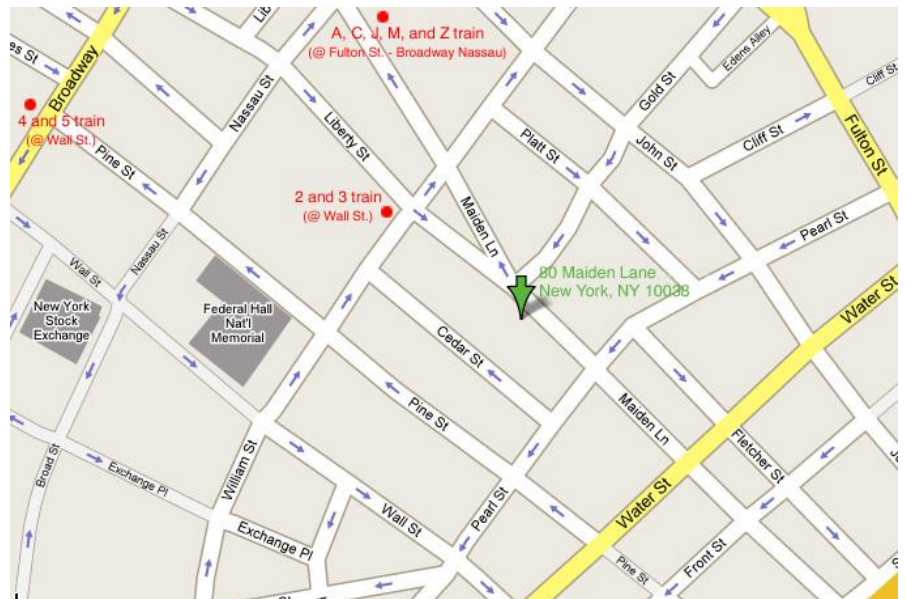 A, C, J, M, and Z train
(@ Fulton St. - Broadway Nassau)
Edens Alley
Broadway
Nassau St
Gold St
Cliff St
4 and 5 train
(@ Wall St.)
Liberty St
Platt St
John St
Cliff St
Fulton St
Pine St
2 and 3 train
(@ Wall St.)
Maiden Ln
Pearl St
Nassau St
Wall St
80 Maiden Lane
New York, NY 10038
New York
Stock
Exchange
Federal Hall
Nat'l
Memorial
Water St
Cedar St
Pine St
Maiden Ln
Fletcher St
Broad St
Exchange Pl
William St
Wall St
Pearl St
Water St
Exchange Pl
Pine St
Front St